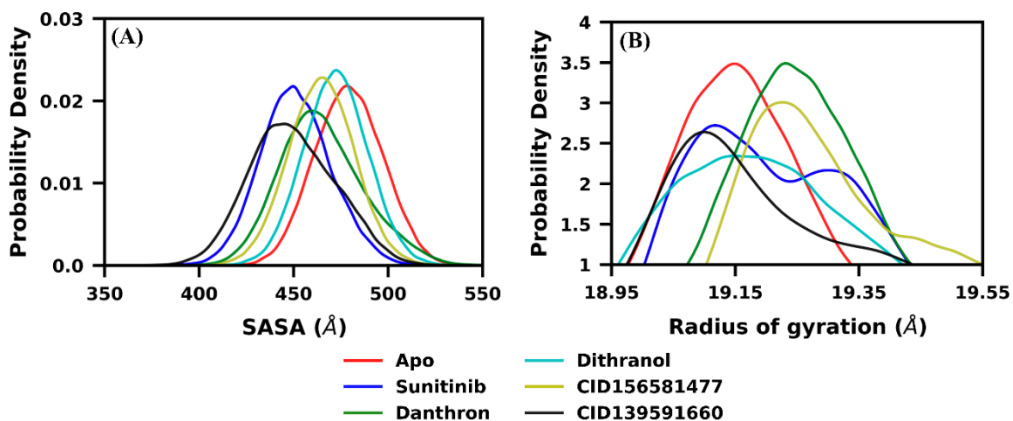 (A)
Probability Density
0.03
0.02
0.01
0.0
350 400 450 500 550
SASA (Å)
(B)
Probability Density
4
3.5
3
2.5
2
1.5
1
18.95 19.15 19.35 19.55
Radius of gyration (Å)
Apo
Sunitinib
Danthron
Dithranol
CID156581477
CID139591660